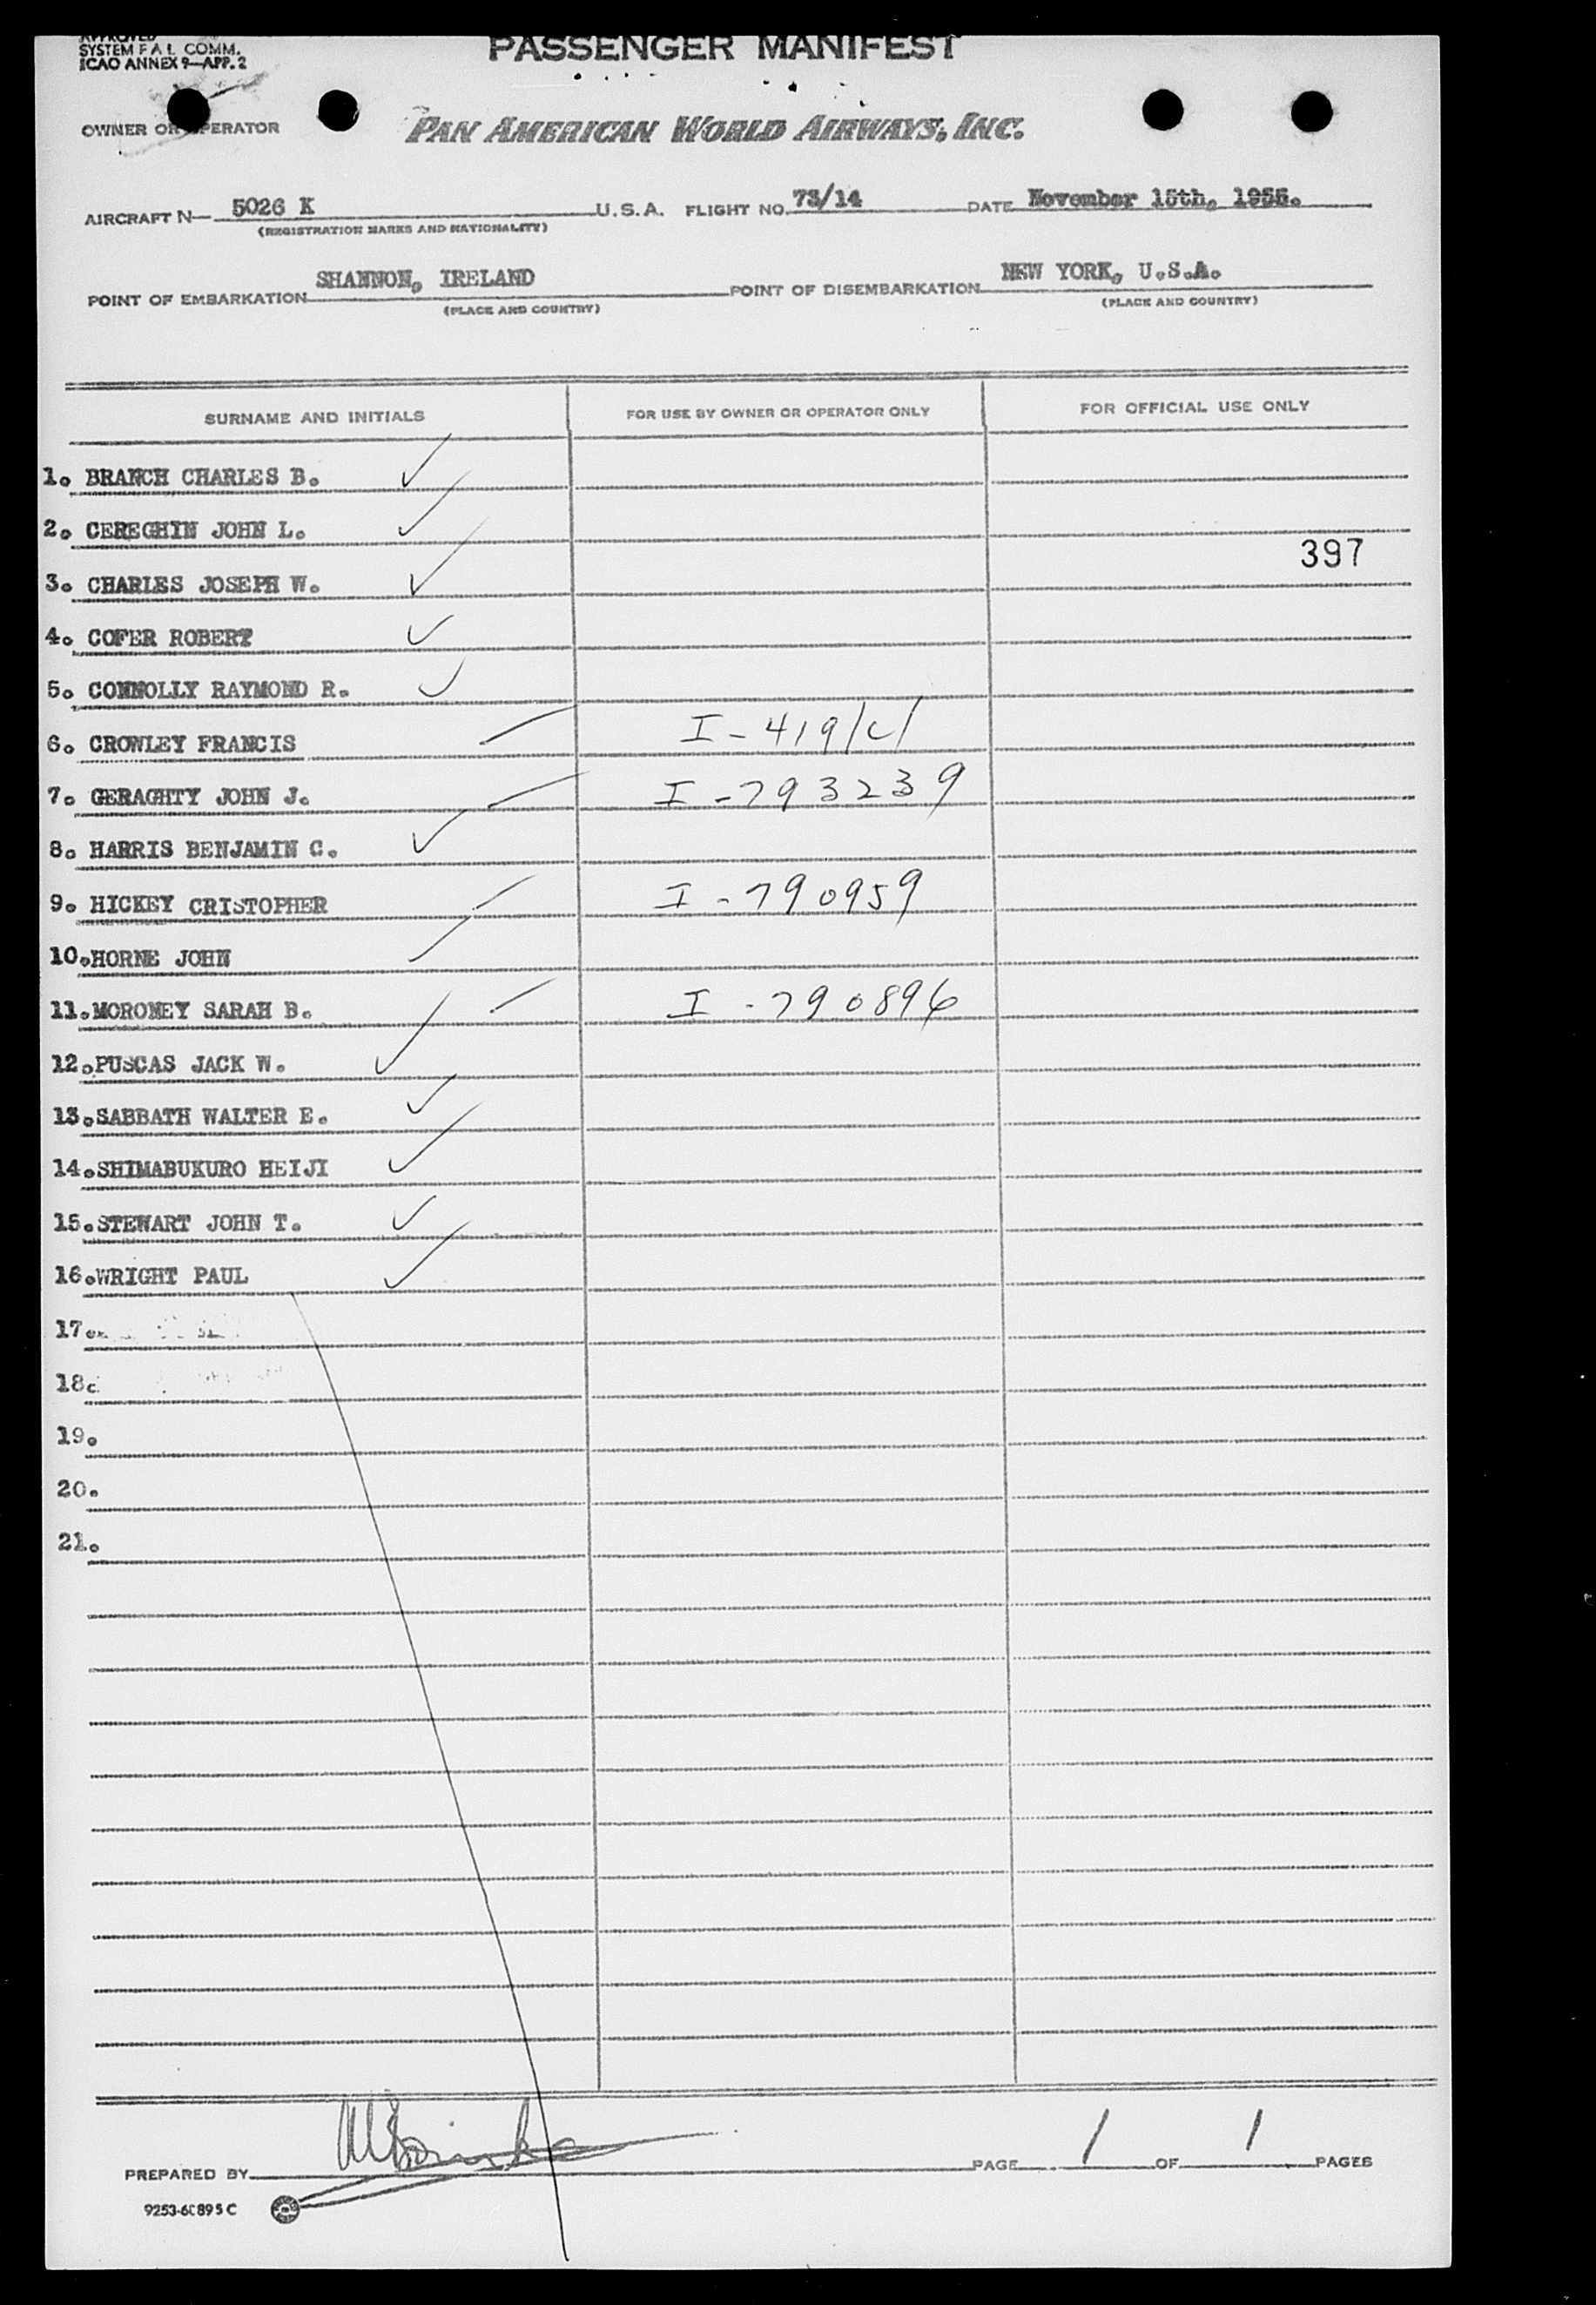 SYSTEM F A L COMM.
ICAO ANNEX 9—APP. 2
PASSENGER MANIFEST
OWNER OR OPERATOR PAN AMERICAN WORLD AIRWAYS, INC.
AIRCRAFT N— 5026 K U.S.A. FLIGHT NO. 73/14 DATE November 15th, 1955.
(REGISTRATION MARKS AND NATIONALITY)
POINT OF EMBARKATION SHANNON, IRELAND POINT OF DISEMBARKATION NEW YORK, U.S.A.
(PLACE AND COUNTRY) (PLACE AND COUNTRY)
SURNAME AND INITIALS FOR USE BY OWNER OR OPERATOR ONLY FOR OFFICIAL USE ONLY
1. BRANCH CHARLES B.
2. CEREGHIN JOHN L.
397
3. CHARLES JOSEPH W.
4. COFER ROBERT
5. CONNOLLY RAYMOND R.
6. CROWLEY FRANCIS I-419/c/
7. GERAGHTY JOHN J. I-793239
8. HARRIS BENJAMIN C.
9. HICKEY CRISTOPHER I-790959
10. HORNE JOHN
11. MORONEY SARAH B. I-790896
12. PUSCAS JACK W.
13. SABBATH WALTER E.
14. SHIMABUKURO HEIJI
15. STEWART JOHN T.
16. WRIGHT PAUL
17.
18.
19.
20.
21.
PREPARED BY PAGE 1 OF 1 PAGES
9253-60895 C